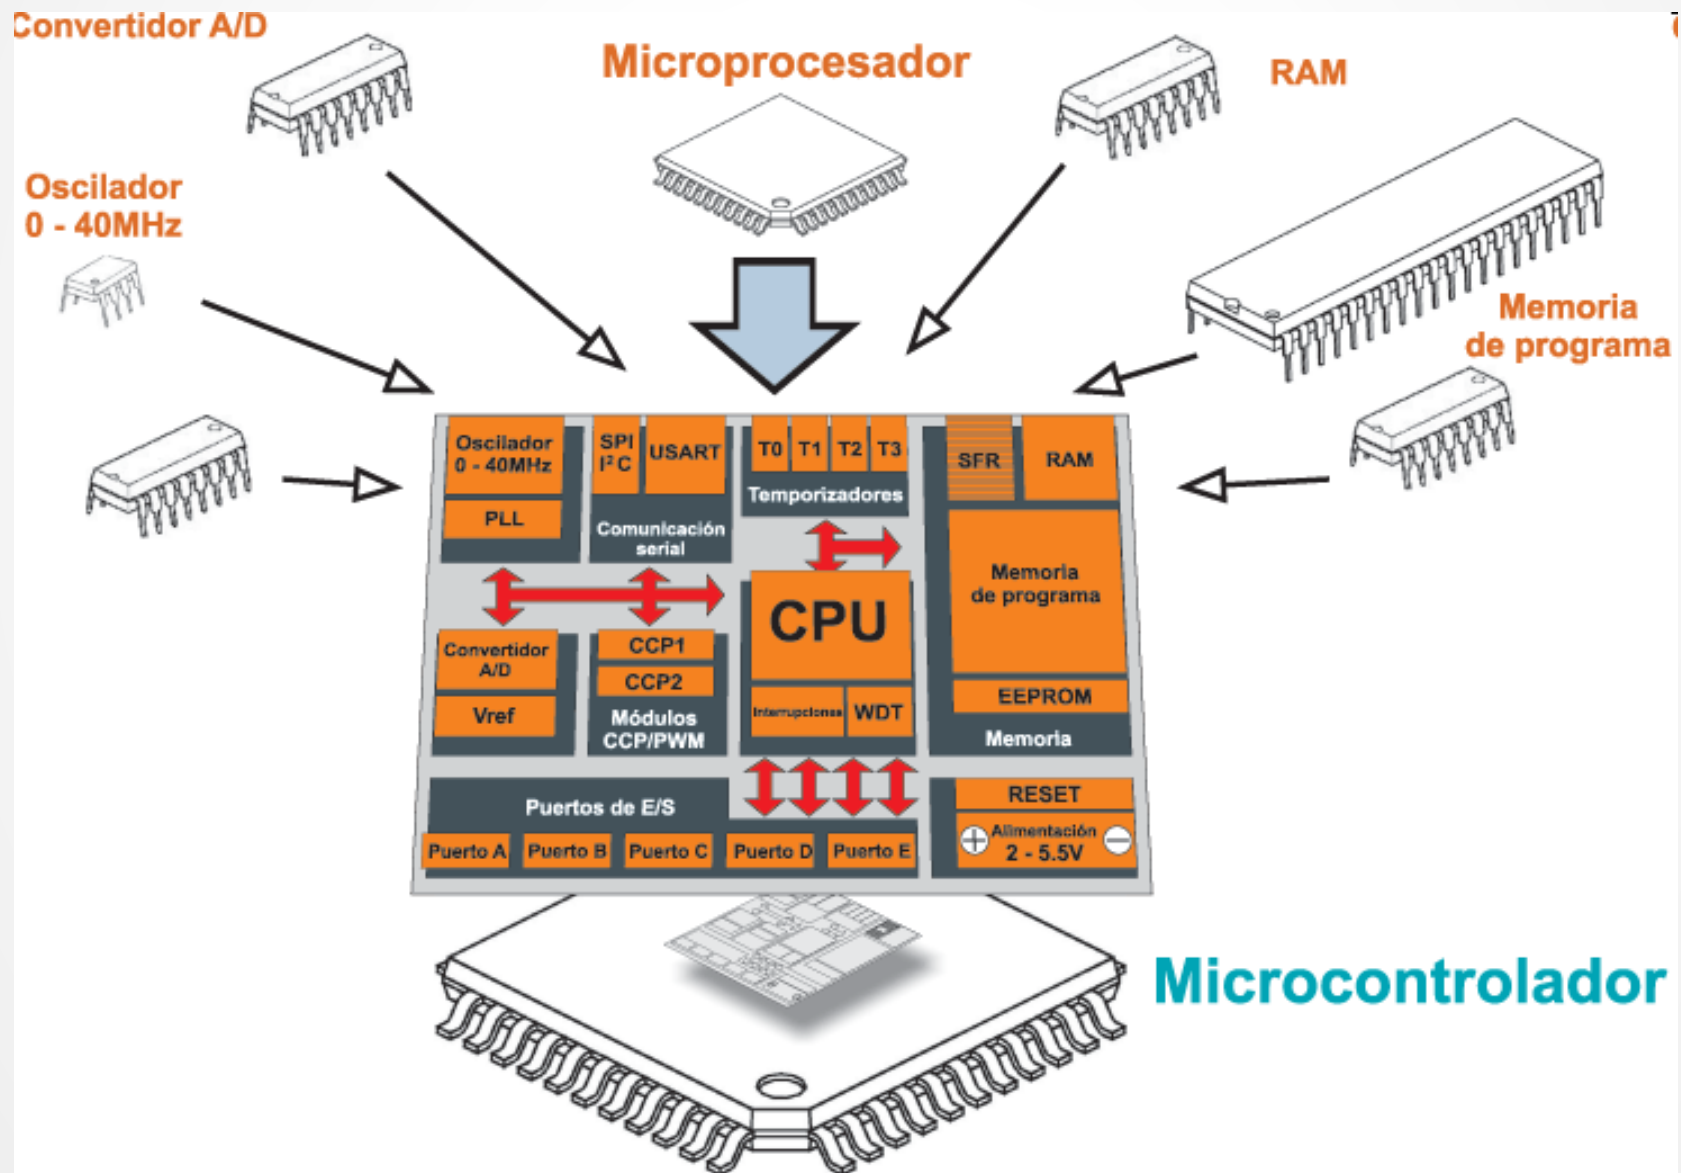 Convertidor A/D
Microprocesador
RAM
Oscilador
0 - 40MHz
Memoria
de programa
Oscilador
0 - 40MHz
PLL
SPI
I²C
USART
Comunicación
serial
T0 T1 T2 T3
Temporizadores
SFR
RAM
Memoria
de programa
EEPROM
Memoria
CPU
Interrupciones
WDT
Convertidor
A/D
Vref
CCP1
CCP2
Módulos
CCP/PWM
Puertos de E/S
Puerto A Puerto B Puerto C Puerto D Puerto E
RESET
+ Alimentación −
2 - 5.5V
Microcontrolador